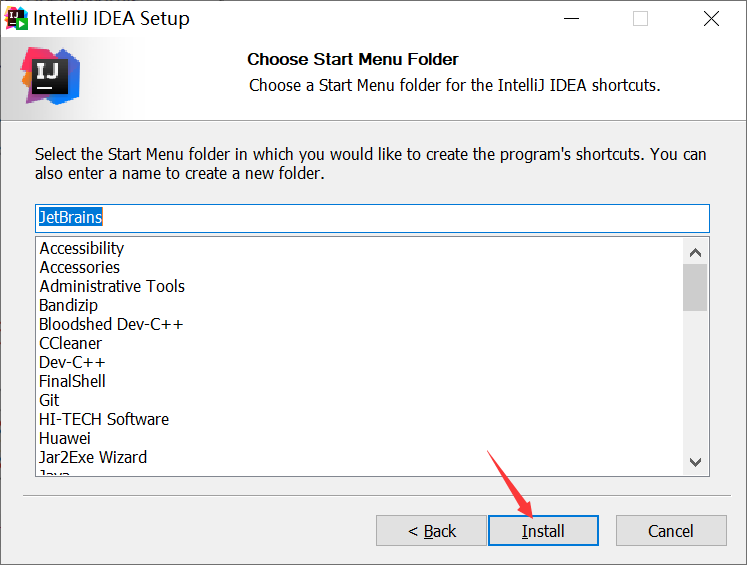 IntelliJ IDEA Setup
IJ
Choose Start Menu Folder
Choose a Start Menu folder for the IntelliJ IDEA shortcuts.
Select the Start Menu folder in which you would like to create the program's shortcuts. You can
also enter a name to create a new folder.
JetBrains
Accessibility
Accessories
Administrative Tools
Bandizip
Bloodshed Dev-C++
CCleaner
Dev-C++
FinalShell
Git
HI-TECH Software
Huawei
Jar2Exe Wizard
Java
< Back
Install
Cancel